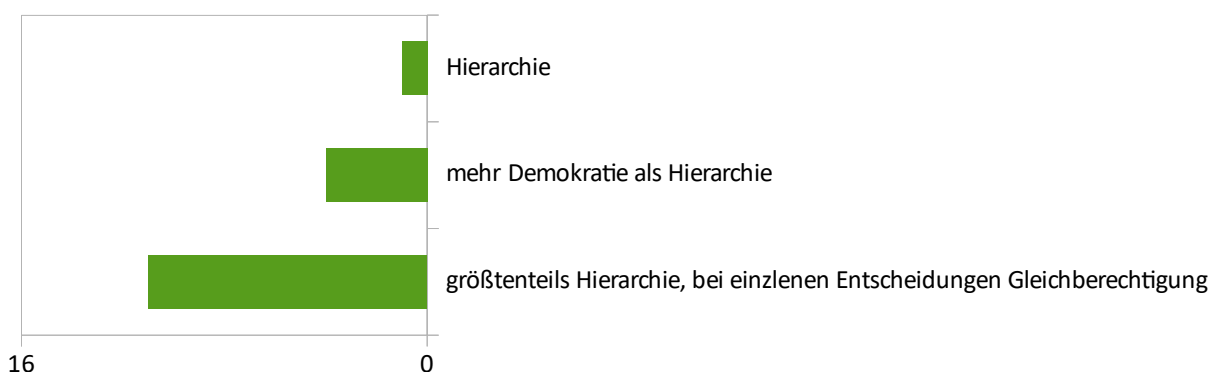 Hierarchie
mehr Demokratie als Hierarchie
größtenteils Hierarchie, bei einzlenen Entscheidungen Gleichberechtigung
16 0